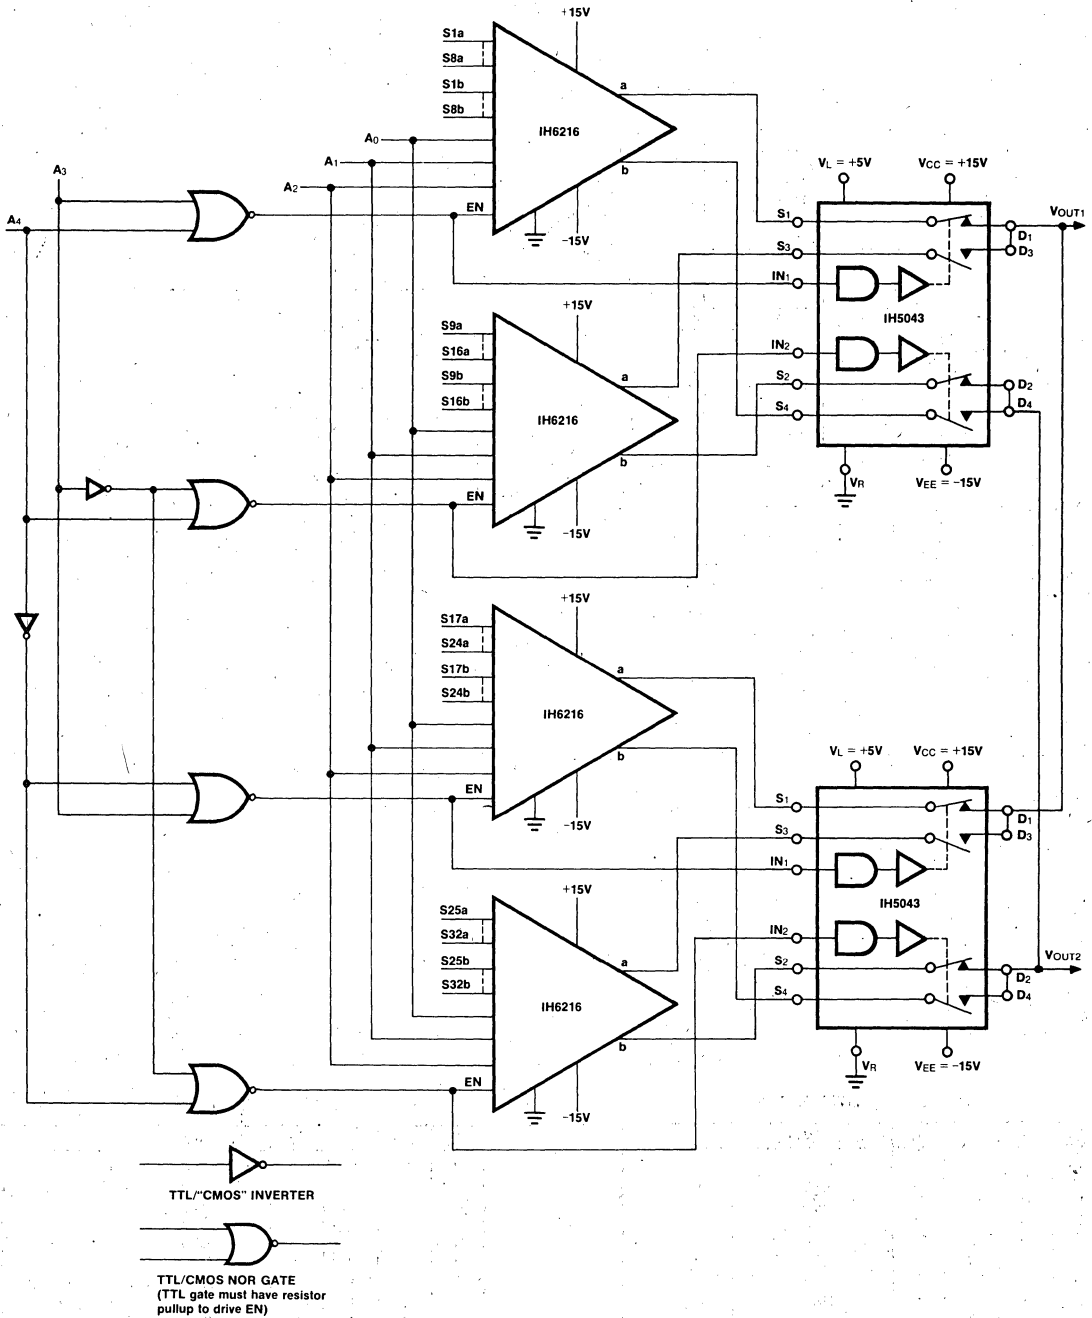 +15V
S1a
S8a
S1b
S8b
a
IH6216
A0
A1
A2
b
EN
-15V
A3
A4
VL = +5V
VCC = +15V
S1
VOUT1
D1
S3
D3
IN1
IH5043
IN2
S2
D2
S4
D4
VR
VEE = -15V
+15V
S9a
S16a
S9b
S16b
a
IH6216
b
EN
-15V
+15V
S17a
S24a
S17b
S24b
a
IH6216
b
EN
-15V
VL = +5V
VCC = +15V
S1
D1
S3
D3
IN1
IH5043
IN2
S2
VOUT2
D2
S4
D4
VR
VEE = -15V
+15V
S25a
S32a
S25b
S32b
a
IH6216
b
EN
-15V
TTL/"CMOS" INVERTER
TTL/CMOS NOR GATE
(TTL gate must have resistor
pullup to drive EN)